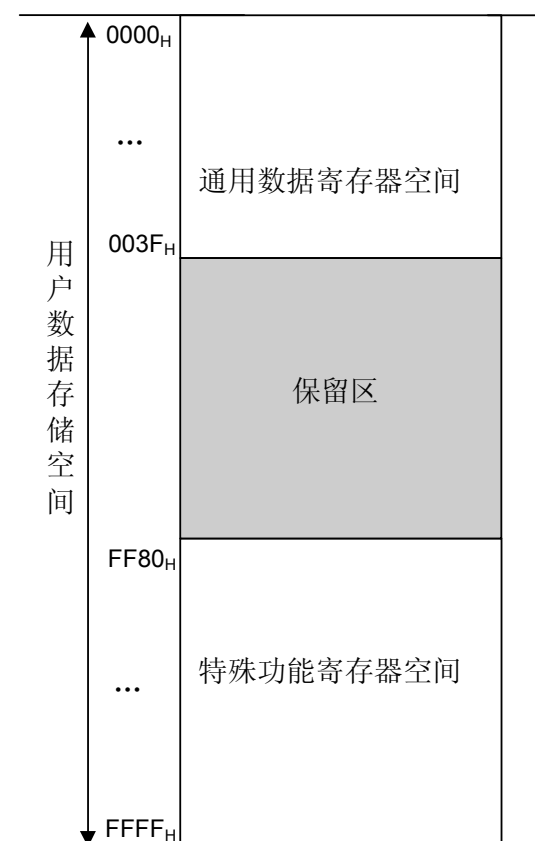 0000H
...
通用数据寄存器空间
003FH
用户数据存储空间
保留区
FF80H
特殊功能寄存器空间
...
FFFFH